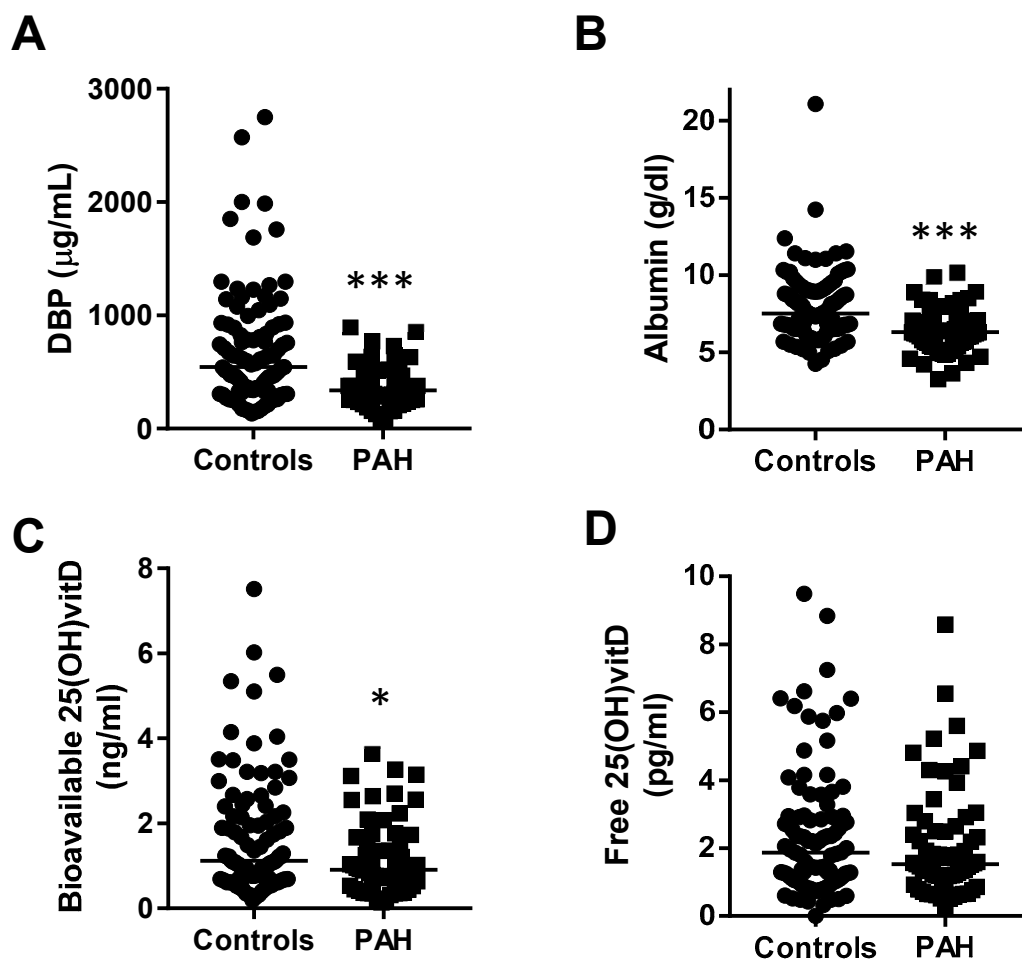 A
DBP (μg/mL)
3000
2000
1000
0
***
Controls
PAH
B
Albumin (g/dl)
20
15
10
5
0
***
Controls
PAH
C
Bioavailable 25(OH)vitD
(ng/ml)
8
6
4
2
0
*
Controls
PAH
D
Free 25(OH)vitD
(pg/ml)
10
8
6
4
2
0
Controls
PAH